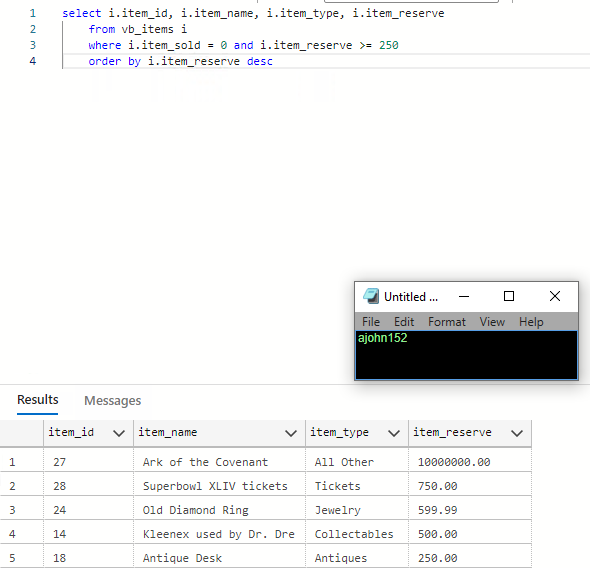 1 select i.item_id, i.item_name, i.item_type, i.item_reserve
2 from vb_items i
3 where i.item_sold = 0 and i.item_reserve >= 250
4 order by i.item_reserve desc
Untitled ...
File Edit Format View Help
ajohn152
Results Messages
item_id item_name item_type item_reserve
1 27 Ark of the Covenant All Other 10000000.00
2 28 Superbowl XLIV tickets Tickets 750.00
3 24 Old Diamond Ring Jewelry 599.99
4 14 Kleenex used by Dr. Dre Collectables 500.00
5 18 Antique Desk Antiques 250.00